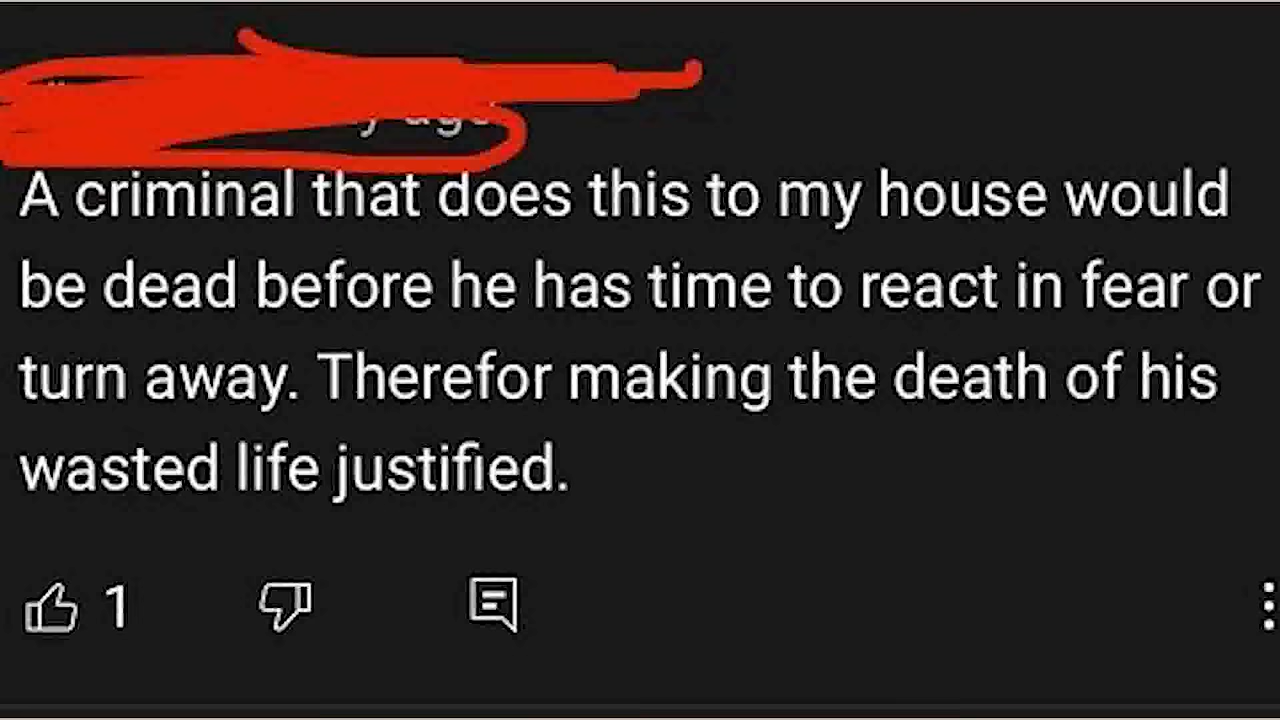 ago
A criminal that does this to my house would
be dead before he has time to react in fear or
turn away. Therefor making the death of his
wasted life justified.
1